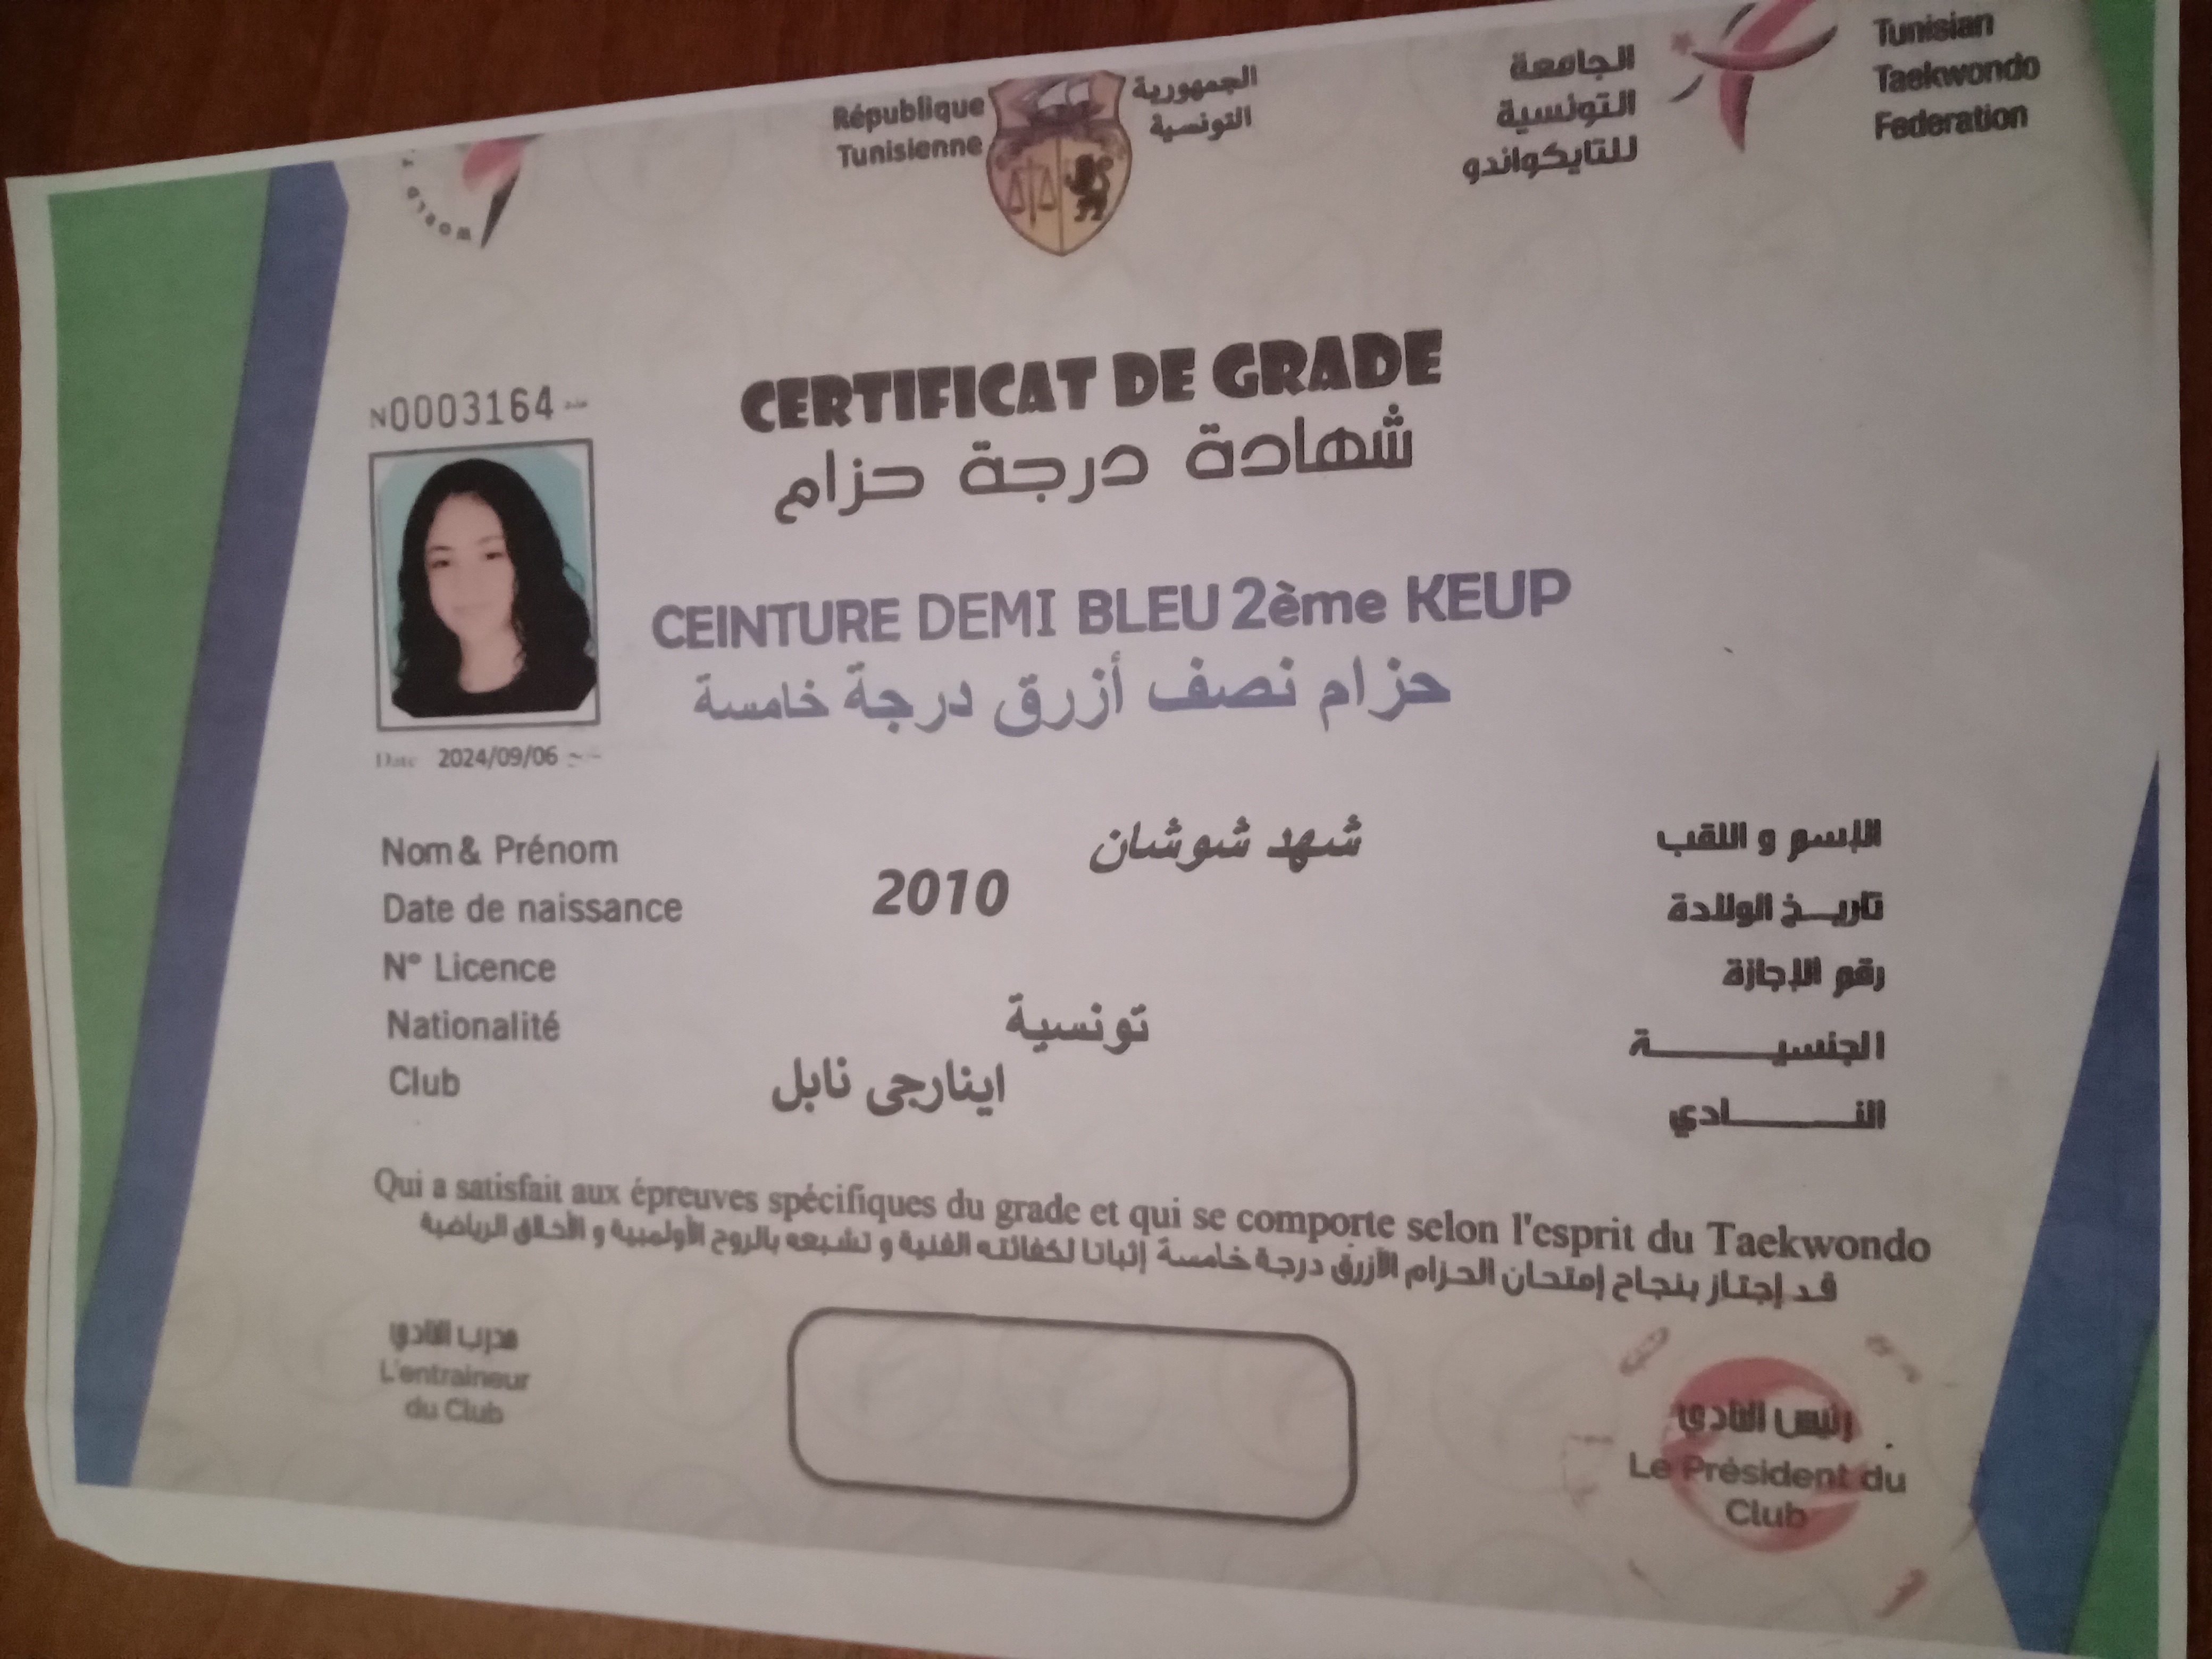 WORLD T
République
Tunisienne
الجمهورية
التونسية
الجامعة
التونسية
للتايكواندو
Tunisian
Taekwondo
Federation
N0003164 عدد
CERTIFICAT DE GRADE
شهادة درجة حزام
CEINTURE DEMI BLEU 2ème KEUP
حزام نصف أزرق درجة خامسة
Date 2024/09/06
Nom & Prénom شهد شوشان الإسم و اللقب
Date de naissance 2010 تاريخ الولادة
N° Licence رقم الإجازة
Nationalité تونسية الجنسية
Club اينارجى نابل النادي
Qui a satisfait aux épreuves spécifiques du grade et qui se comporte selon l'esprit du Taekwondo
قد إجتاز بنجاح إمتحان الحزام الأزرق درجة خامسة إثباتا لكفائته الفنية و تشبعه بالروح الأولمبية و الأخلاق الرياضية
مدرب النادي
L'entraineur
du Club
رئيس النادي
Le Président du
Club